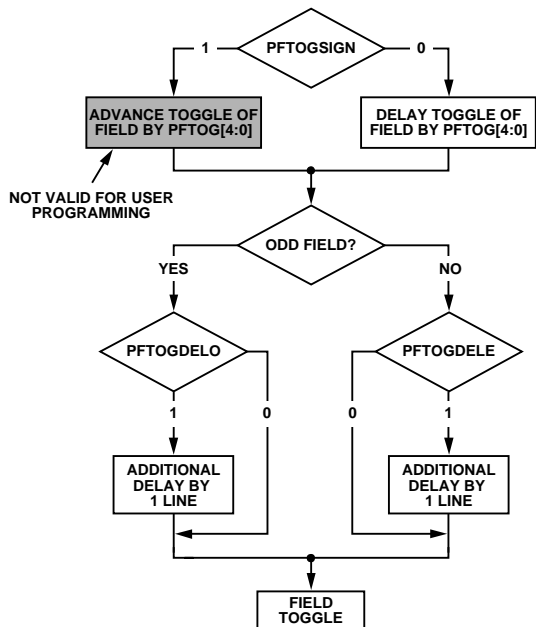 PFTOGSIGN
1
0
ADVANCE TOGGLE OF
FIELD BY PFTOG[4:0]
DELAY TOGGLE OF
FIELD BY PFTOG[4:0]
NOT VALID FOR USER
PROGRAMMING
ODD FIELD?
YES
NO
PFTOGDELO
PFTOGDELE
1
0
0
1
ADDITIONAL
DELAY BY
1 LINE
ADDITIONAL
DELAY BY
1 LINE
FIELD
TOGGLE